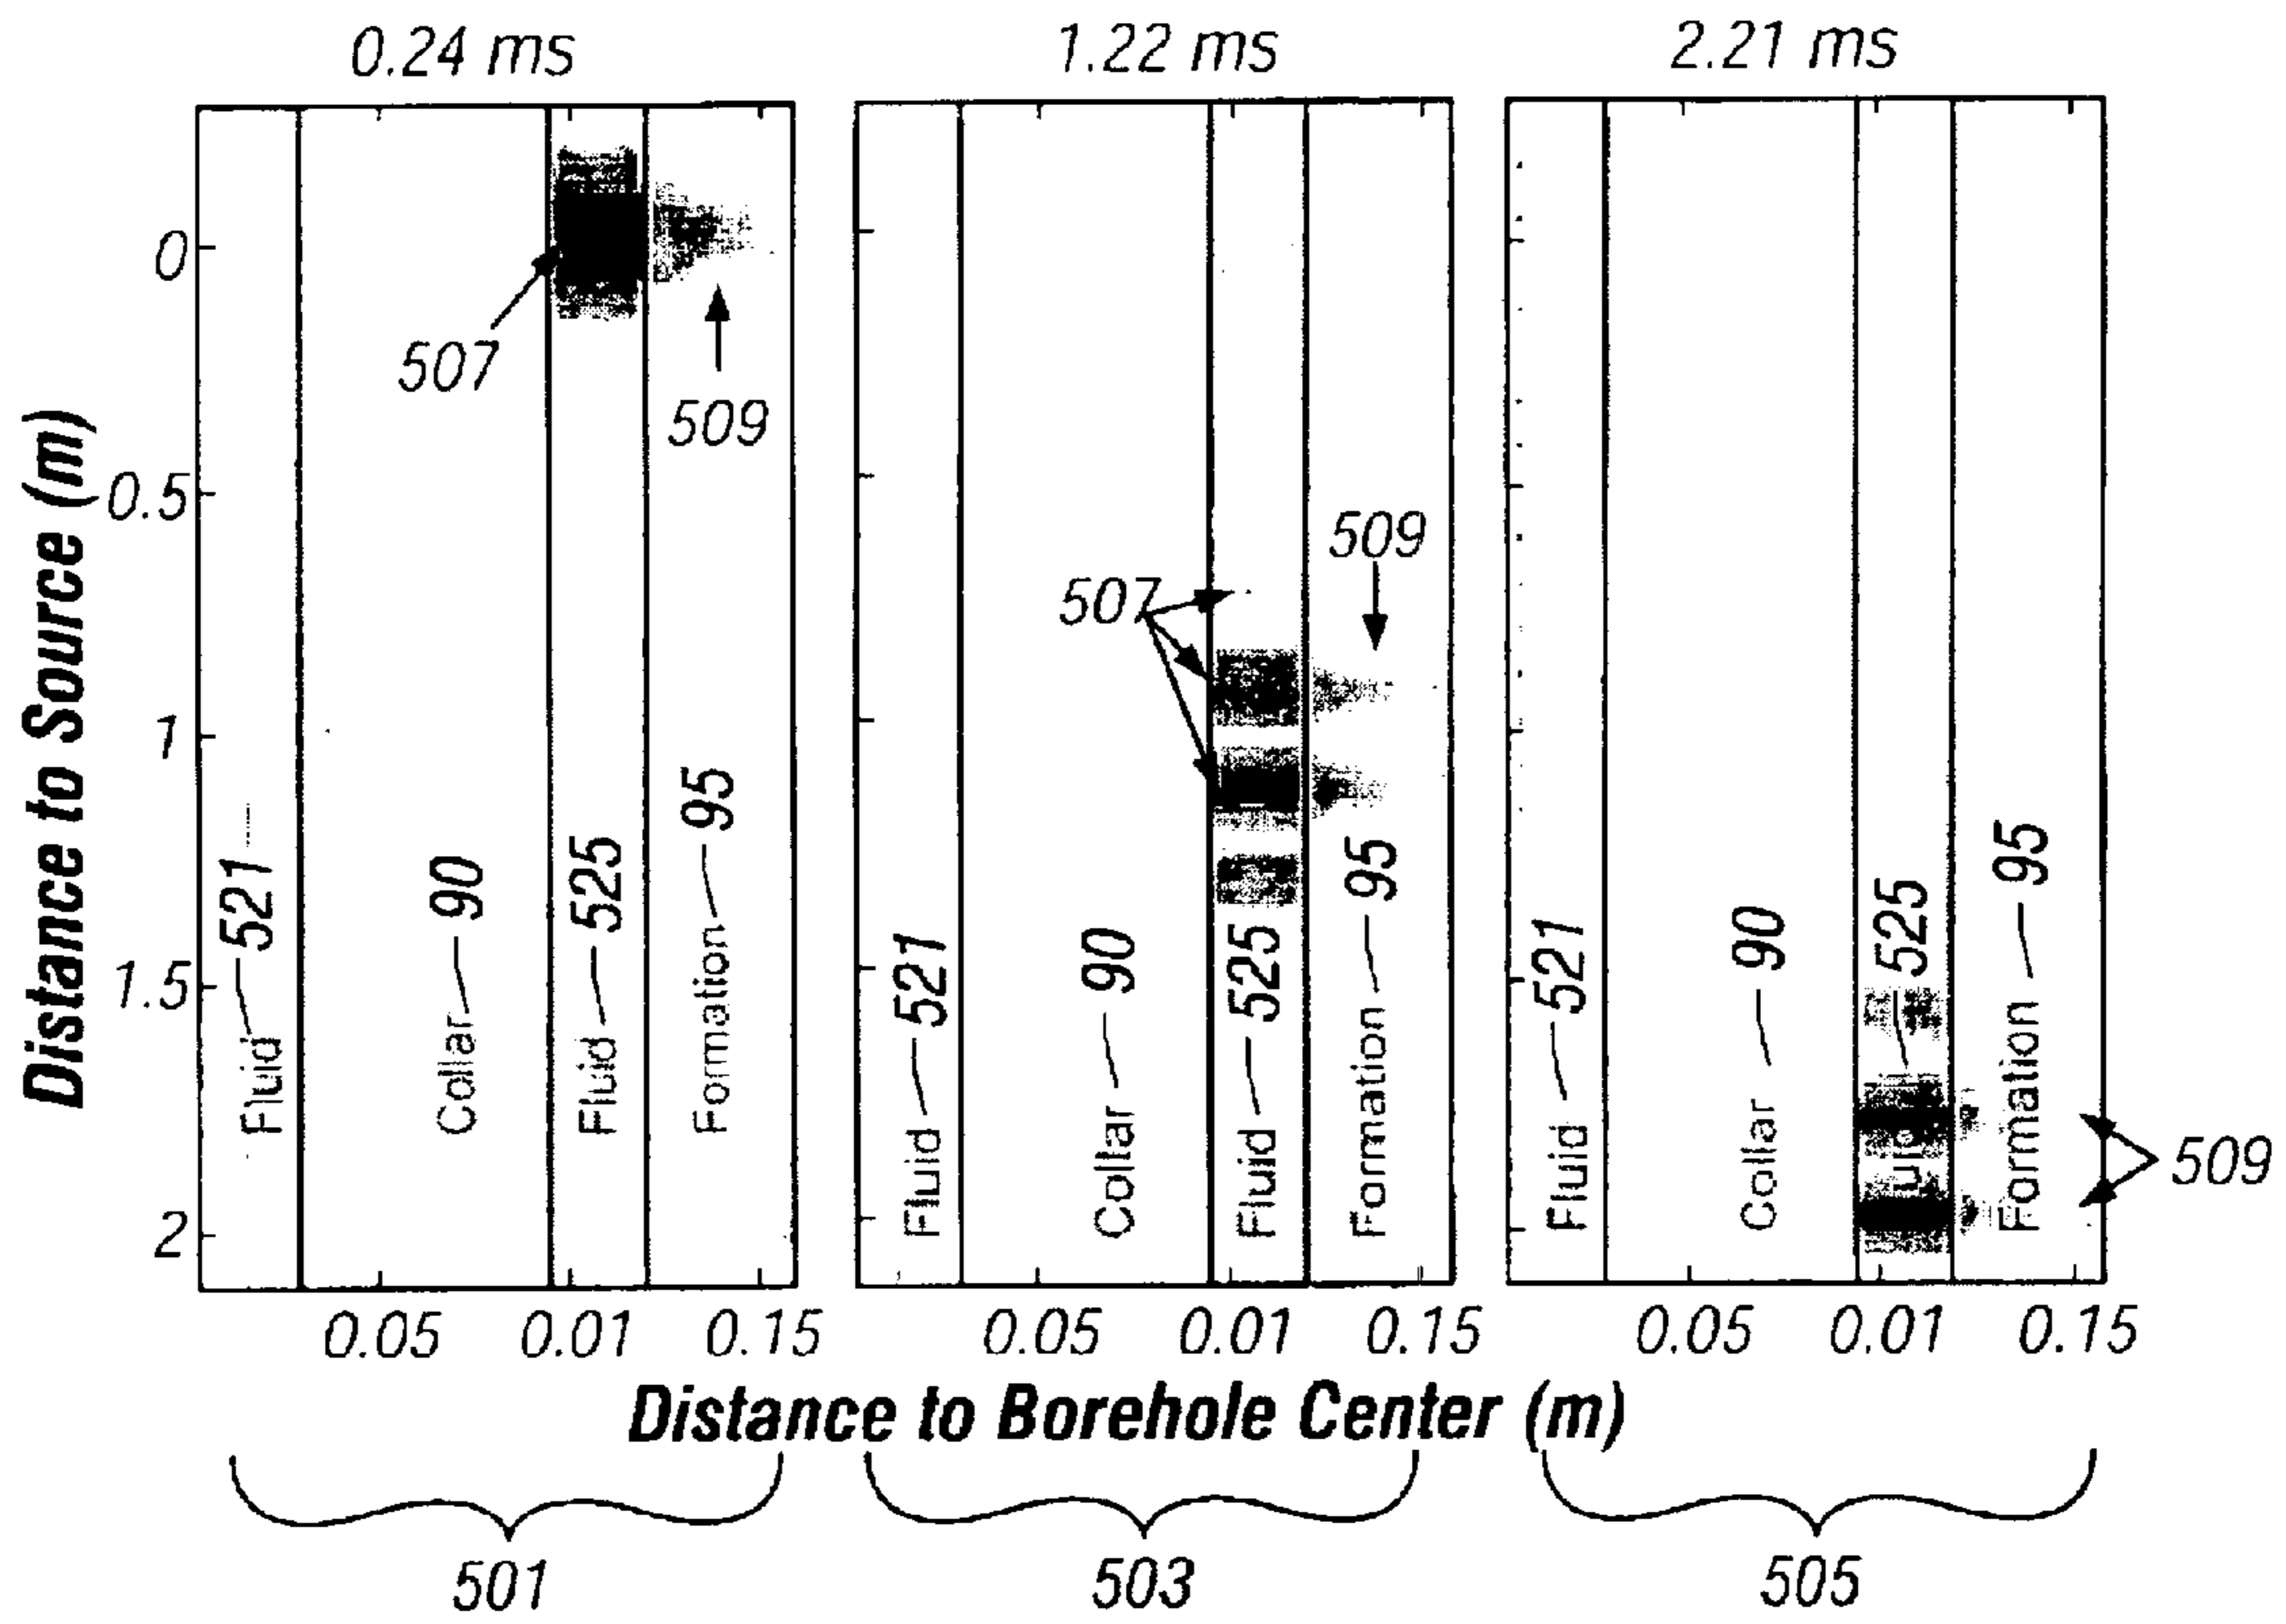 0.24 ms
1.22 ms
2.21 ms
Distance to Source (m)
0
0.5
1
1.5
2
507
509
Fluid 521
Collar 90
Fluid 525
Formation 95
507
509
Fluid 521
Collar 90
Fluid 525
Formation 95
Fluid 521
Collar 90
525
Formation 95
509
0.05 0.01 0.15
0.05 0.01 0.15
0.05 0.01 0.15
Distance to Borehole Center (m)
501
503
505